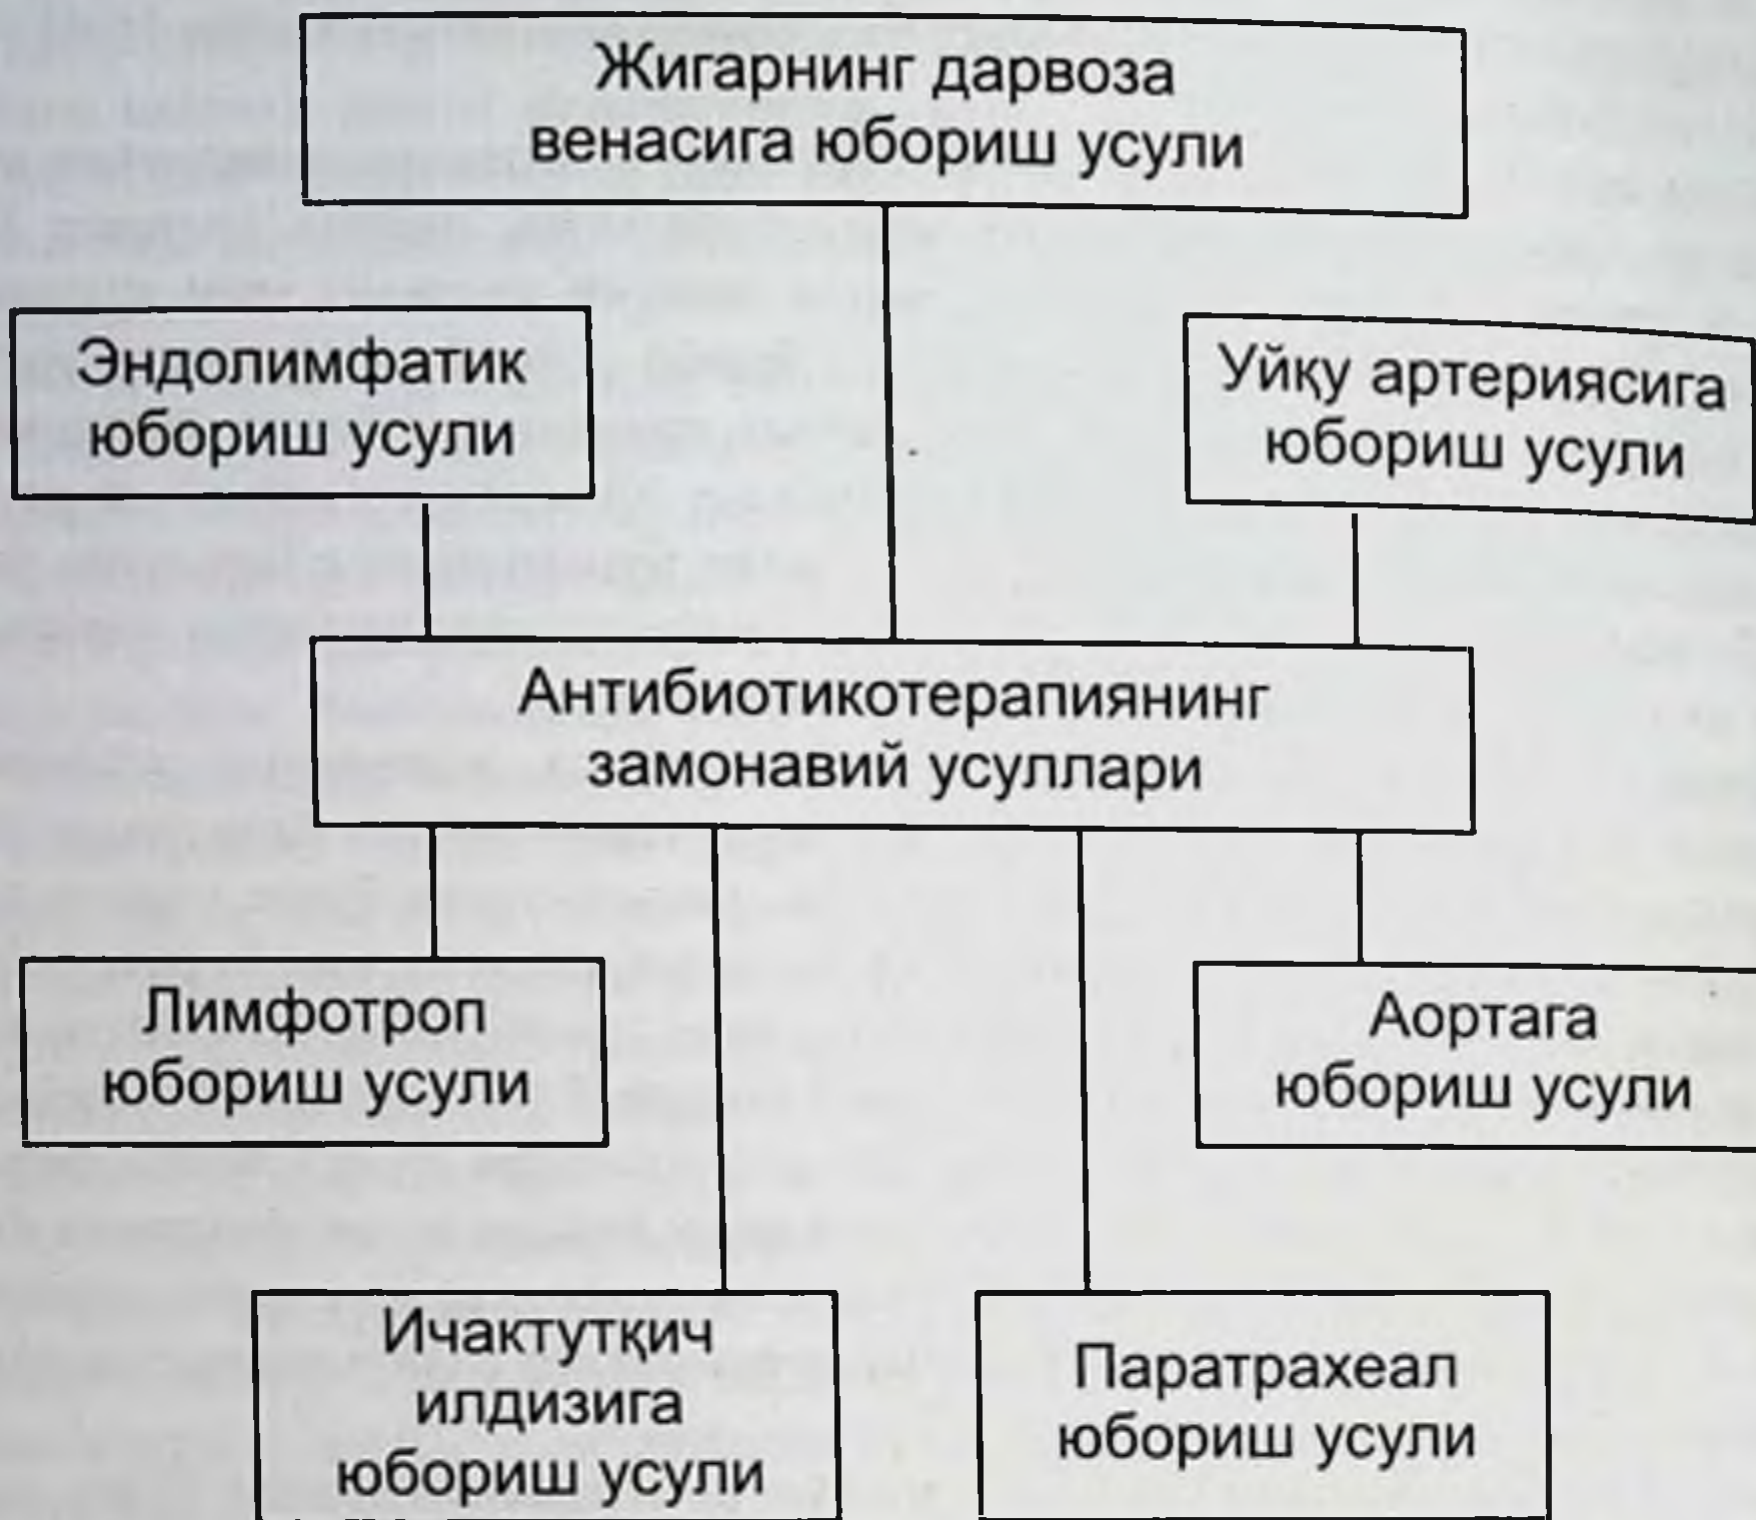 Жигарнинг дарвоза
венасига юбориш усули
Эндолимфатик
юбориш усули
Уйқу артериясига
юбориш усули
Антибиотикотерапиянинг
замонавий усуллари
Лимфотроп
юбориш усули
Аортага
юбориш усули
Ичактутқич
илдизига
юбориш усули
Паратрахеал
юбориш усули